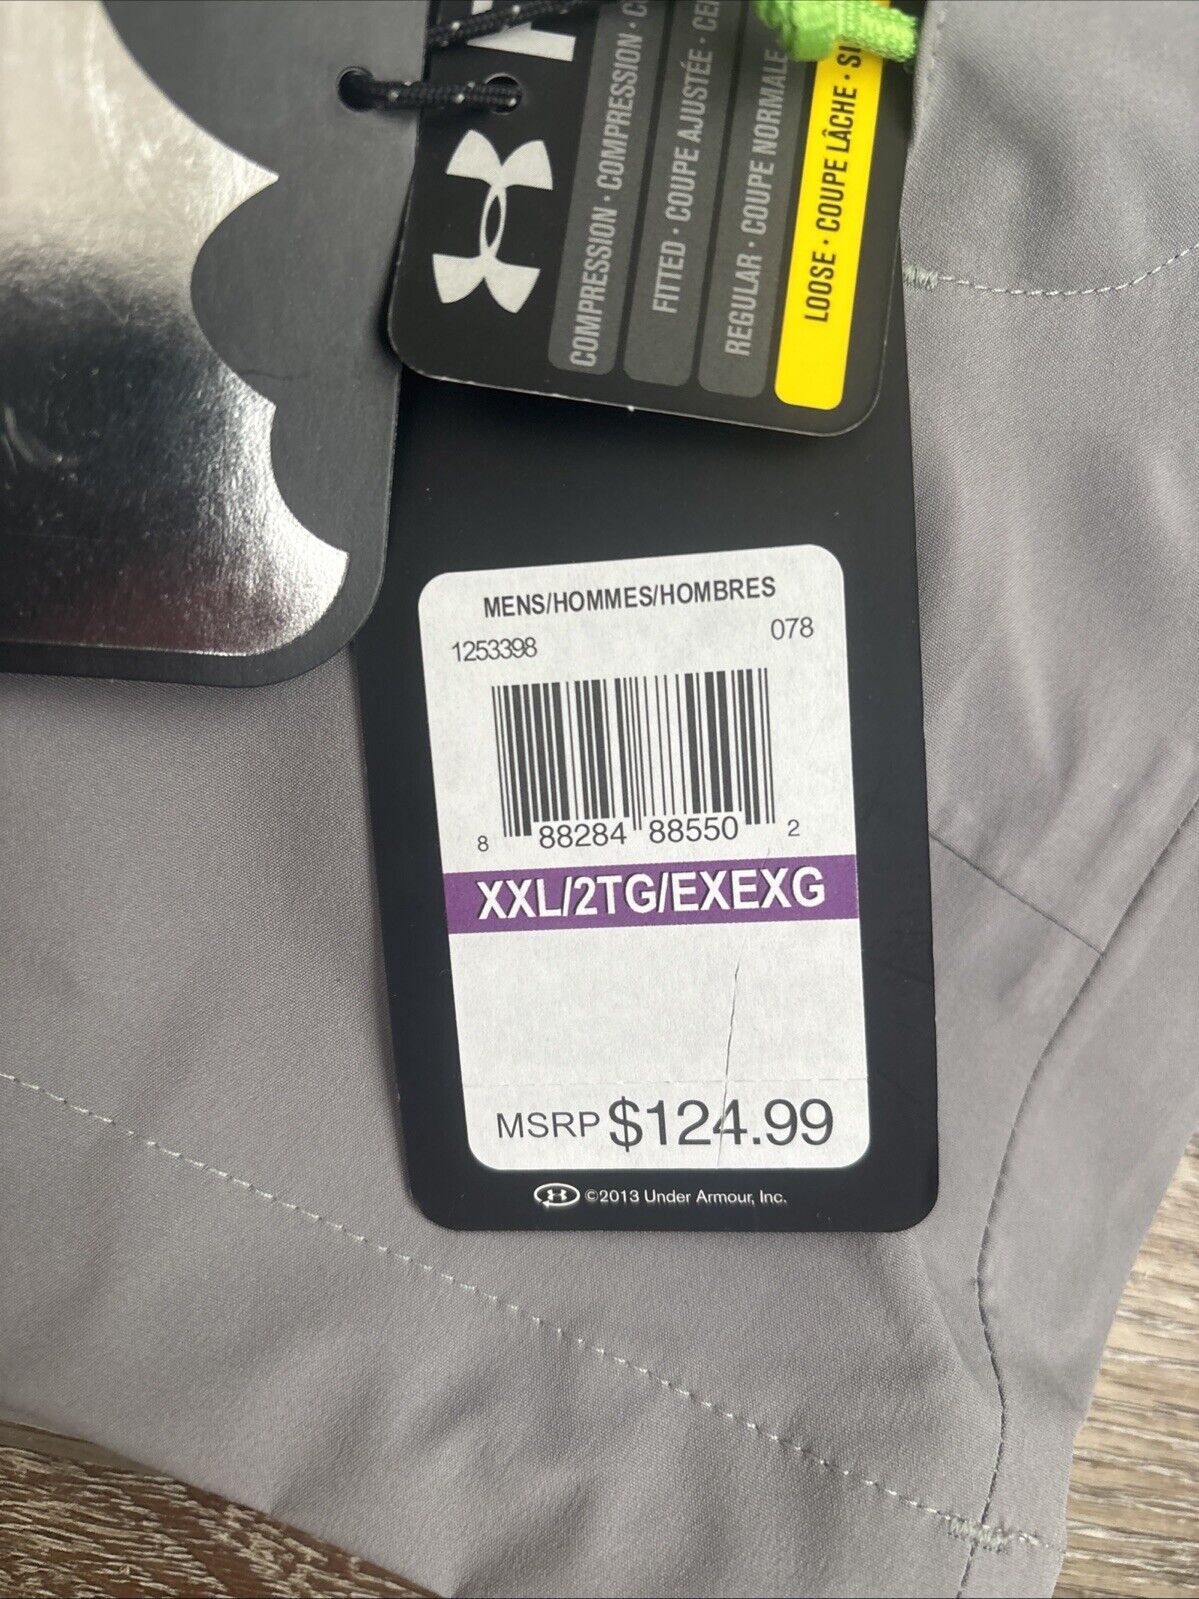 COMPRESSION · COMPRESSION ·
FITTED · COUPE AJUSTÉE ·
REGULAR · COUPE NORMALE
LOOSE · COUPE LÂCHE ·
MENS/HOMMES/HOMBRES
1253398 078
8 88284 88550 2
XXL/2TG/EXEXG
MSRP $124.99
©2013 Under Armour, Inc.